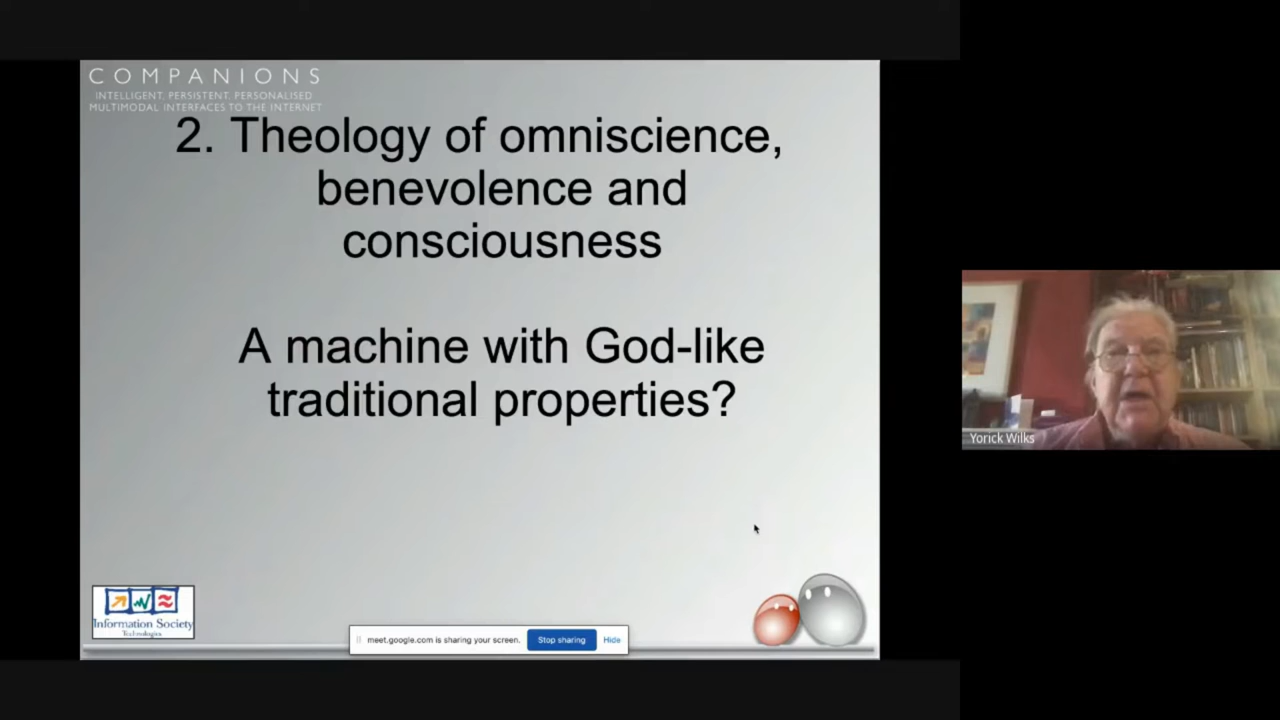 COMPANIONS
INTELLIGENT, PERSISTENT, PERSONALISED
MULTIMODAL INTERFACES TO THE INTERNET
2. Theology of omniscience,
benevolence and
consciousness
A machine with God-like
traditional properties?
Yorick Wilks
Information Society
Technologies
meet.google.com is sharing your screen.
Stop sharing
Hide